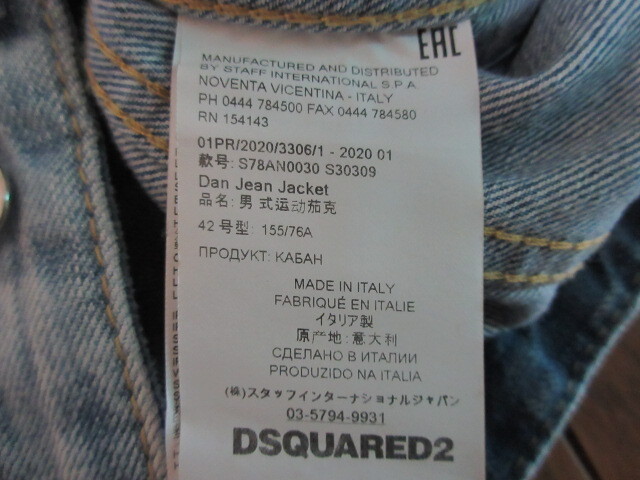 EAC
MANUFACTURED AND DISTRIBUTED
BY STAFF INTERNATIONAL S.P.A.
NOVENTA VICENTINA - ITALY
PH 0444 784500 FAX 0444 784580
RN 154143
01PR/2020/3306/1 - 2020 01
款号: S78AN0030 S30309
Dan Jean Jacket
品名: 男 式运动茄克
42 号型: 155/76A
ПРОДУКТ: КАБАН
MADE IN ITALY
FABRIQUÉ EN ITALIE
イタリア製
原产地: 意大利
СДЕЛАНО В ИТАЛИИ
PRODUZIDO NA ITALIA
(株)スタッフインターナショナルジャパン
03-5794-9931
DSQUARED2